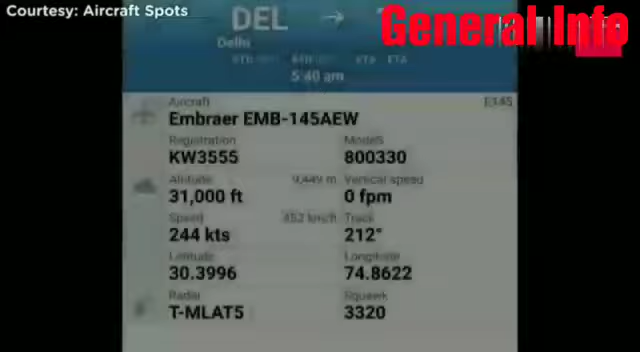 Courtesy: Aircraft Spots
General Info
DEL →
Delhi
5:40 am
Aircraft E145
Embraer EMB-145AEW
Registration ModeS
KW3555 800330
Altitude 9,449 m Vertical speed
31,000 ft 0 fpm
Speed 452 km/h Track
244 kts 212°
Latitude Longitude
30.3996 74.8622
Radar Squawk
T-MLAT5 3320